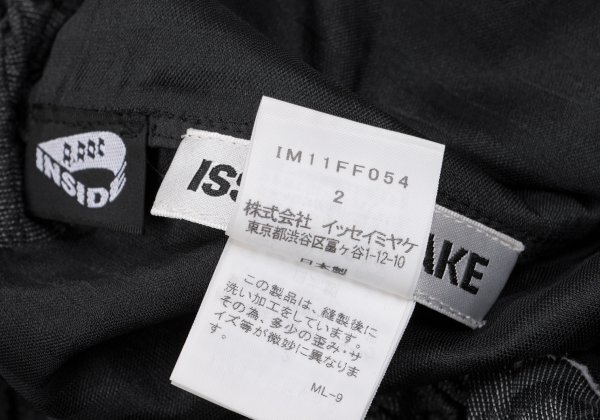 INSIDE
ISS
AKE
IM11FF054
2
株式会社 イッセイミヤケ
東京都渋谷区富ヶ谷1-12-10
日本製
この製品は、縫製後に
洗い加工をしています。
その為、多少の歪み・サ
イズ等が微妙に異なりま
す。
ML-9